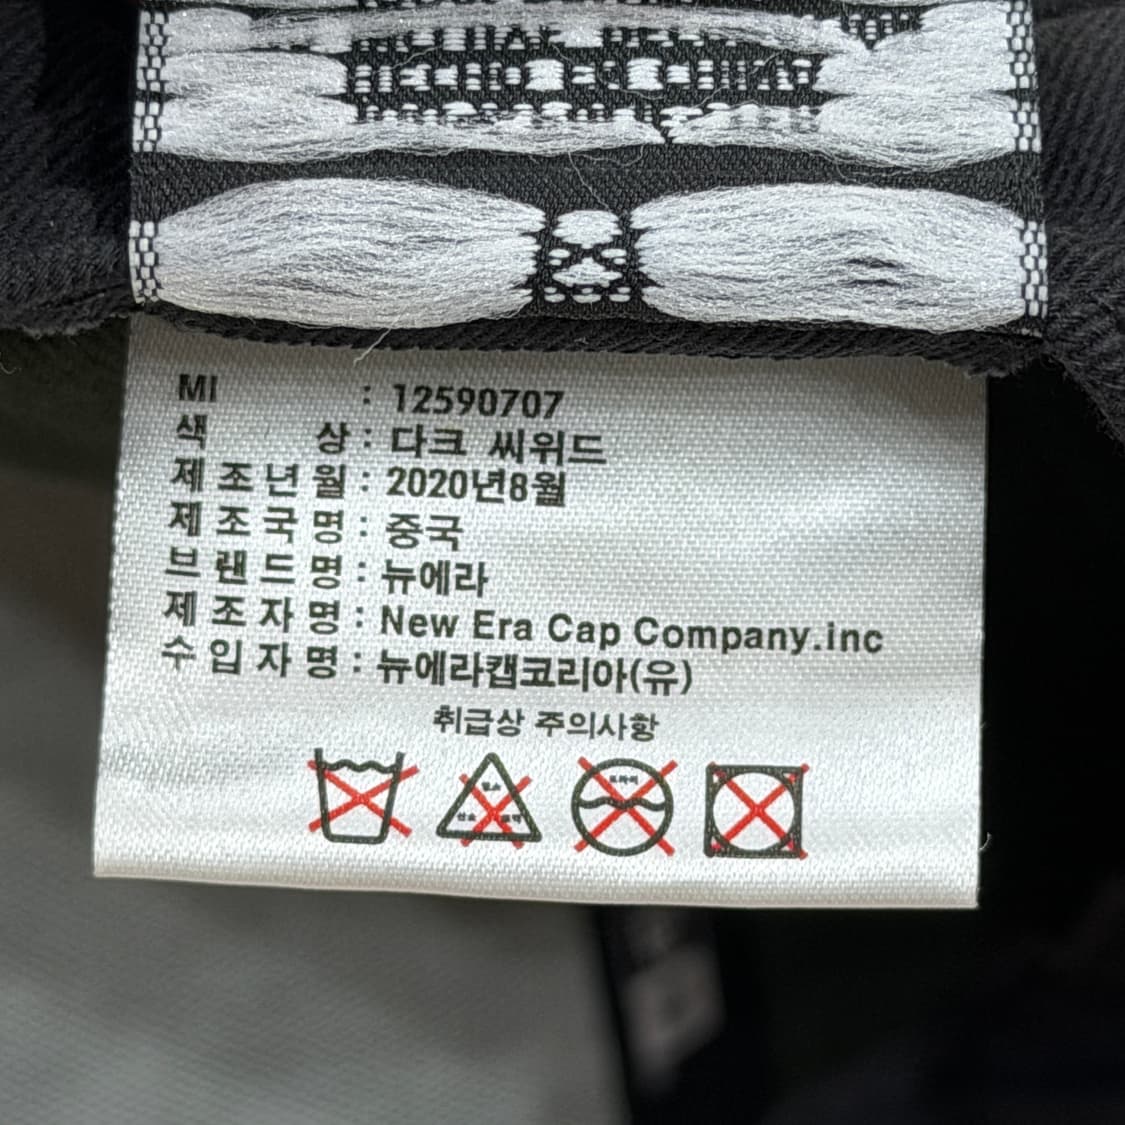 MI : 12590707
색 상 : 다크 씨위드
제조년월 : 2020년8월
제조국명 : 중국
브랜드명 : 뉴에라
제조자명 : New Era Cap Company.inc
수입자명 : 뉴에라캡코리아(유)
취급상 주의사항